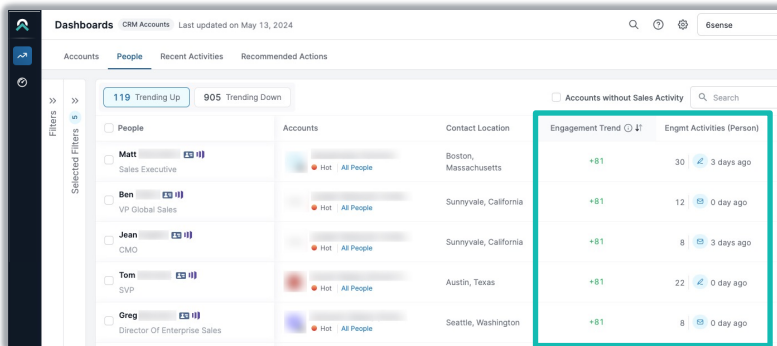 Dashboards CRM Accounts Last updated on May 13, 2024
6sense
Accounts People Recent Activities Recommended Actions
Filters
Selected Filters 5
119 Trending Up 905 Trending Down
Accounts without Sales Activity Search
People Accounts Contact Location Engagement Trend Engmt Activities (Person)
Matt
Sales Executive
Hot All People
Boston,
Massachusetts
+81
30 3 days ago
Ben
VP Global Sales
Hot All People
Sunnyvale, California
+81
12 0 day ago
Jean
CMO
Hot All People
Sunnyvale, California
+81
8 3 days ago
Tom
SVP
Hot All People
Austin, Texas
+81
22 0 day ago
Greg
Director Of Enterprise Sales
Hot All People
Seattle, Washington
+81
8 0 day ago